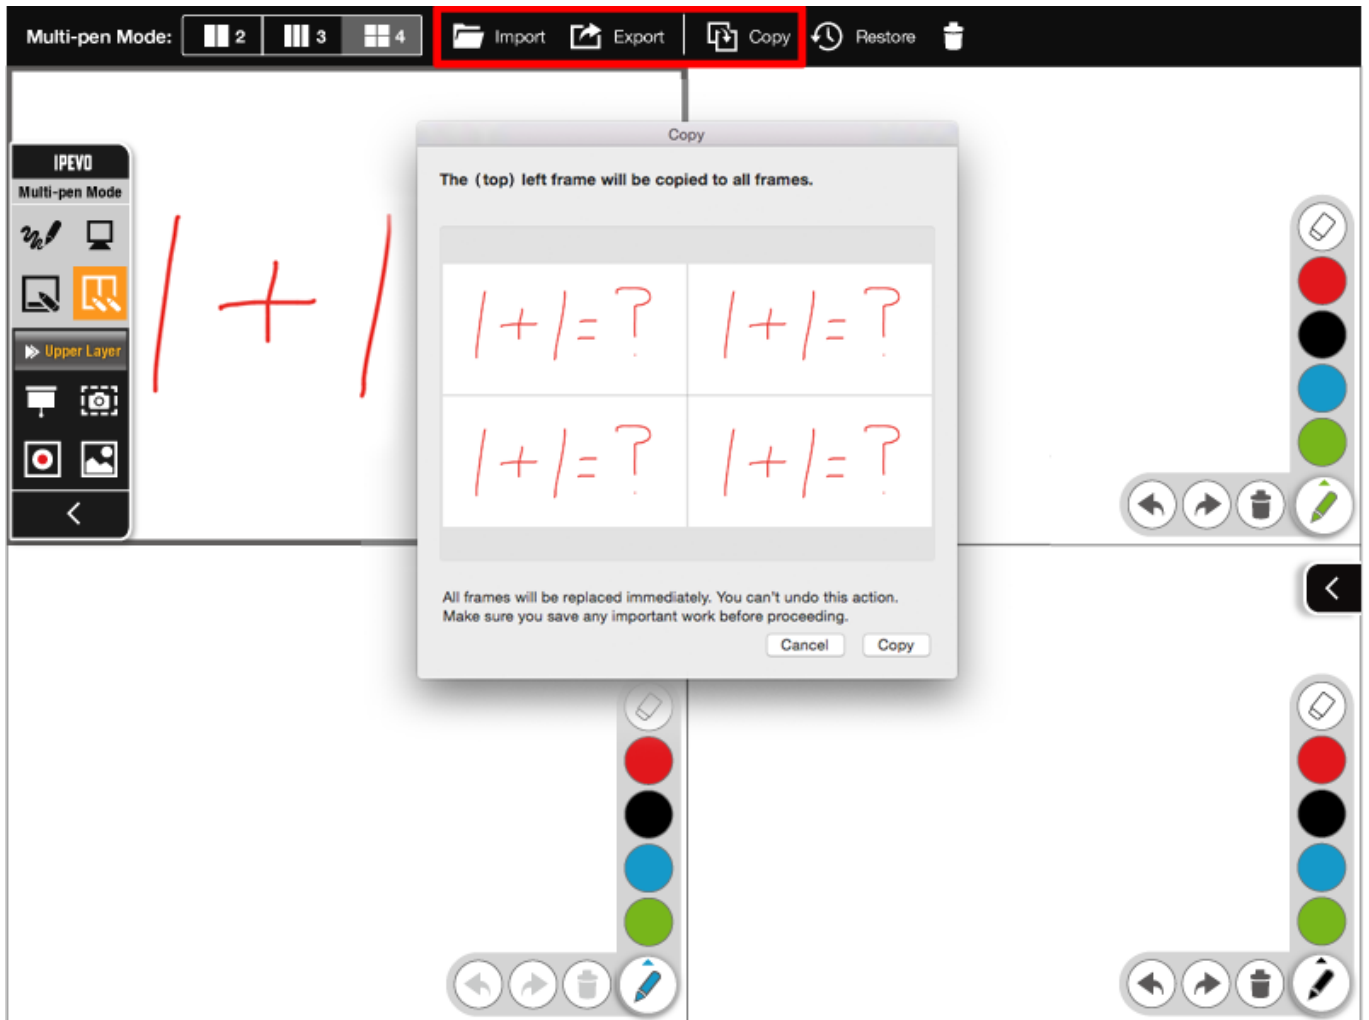 Multi-pen Mode: 2 3 4 Import Export Copy Restore
Copy
The (top) left frame will be copied to all frames.
IPEVO
Multi-pen Mode
Upper Layer
1+1
1+1=? 1+1=?
1+1=? 1+1=?
All frames will be replaced immediately. You can't undo this action.
Make sure you save any important work before proceeding.
Cancel Copy